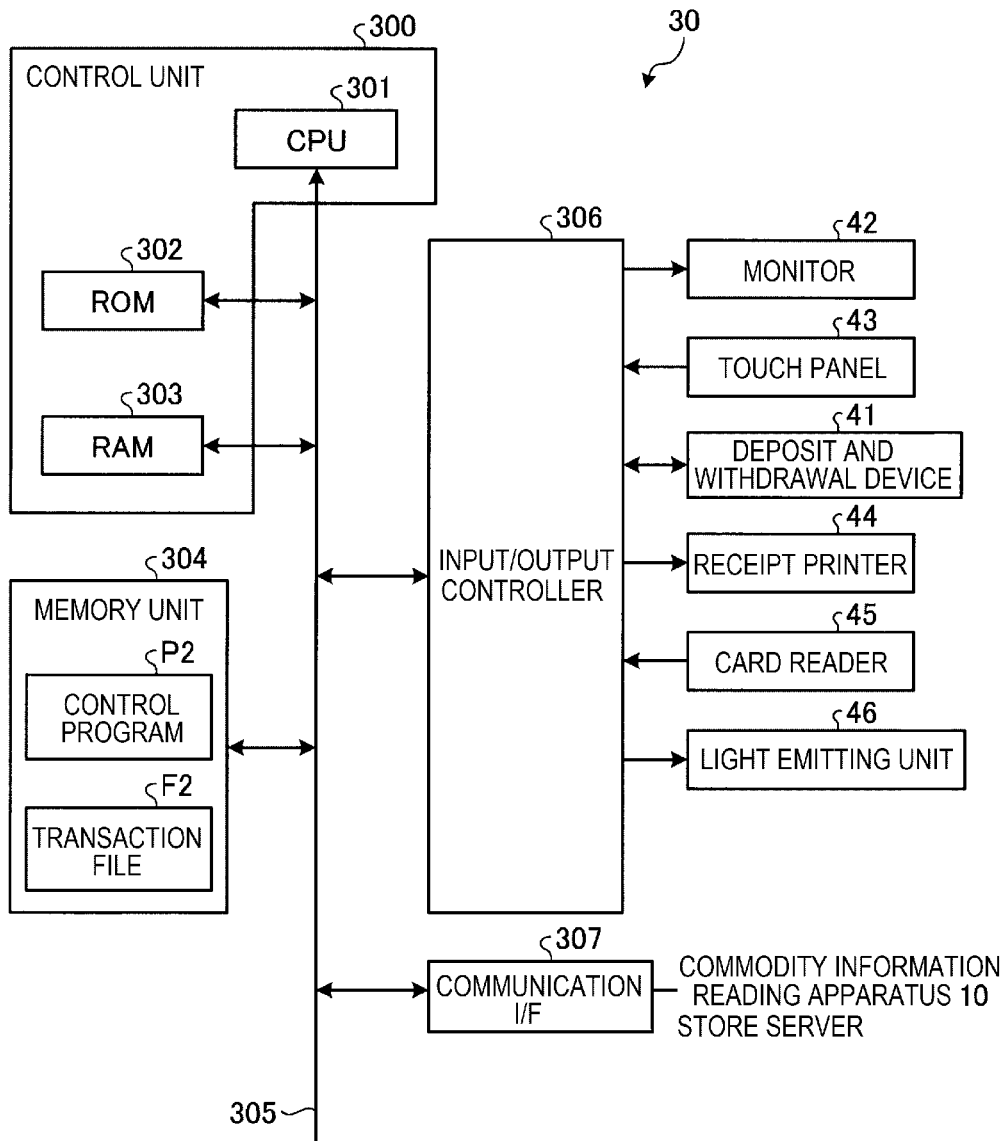 30
300
CONTROL UNIT
301
CPU
302
ROM
303
RAM
304
MEMORY UNIT
P2
CONTROL
PROGRAM
F2
TRANSACTION
FILE
305
306
INPUT/OUTPUT
CONTROLLER
42
MONITOR
43
TOUCH PANEL
41
DEPOSIT AND
WITHDRAWAL DEVICE
44
RECEIPT PRINTER
45
CARD READER
46
LIGHT EMITTING UNIT
307
COMMUNICATION
I/F
COMMODITY INFORMATION
READING APPARATUS 10
STORE SERVER